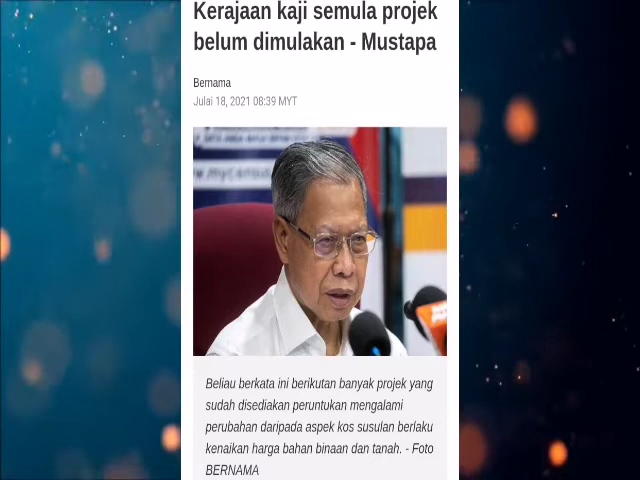 Kerajaan kaji semula projek
belum dimulakan - Mustapa
Bernama
Julai 18, 2021 08:39 MYT
www.mycensus
Beliau berkata ini berikutan banyak projek yang
sudah disediakan peruntukan mengalami
perubahan daripada aspek kos susulan berlaku
kenaikan harga bahan binaan dan tanah. - Foto
BERNAMA